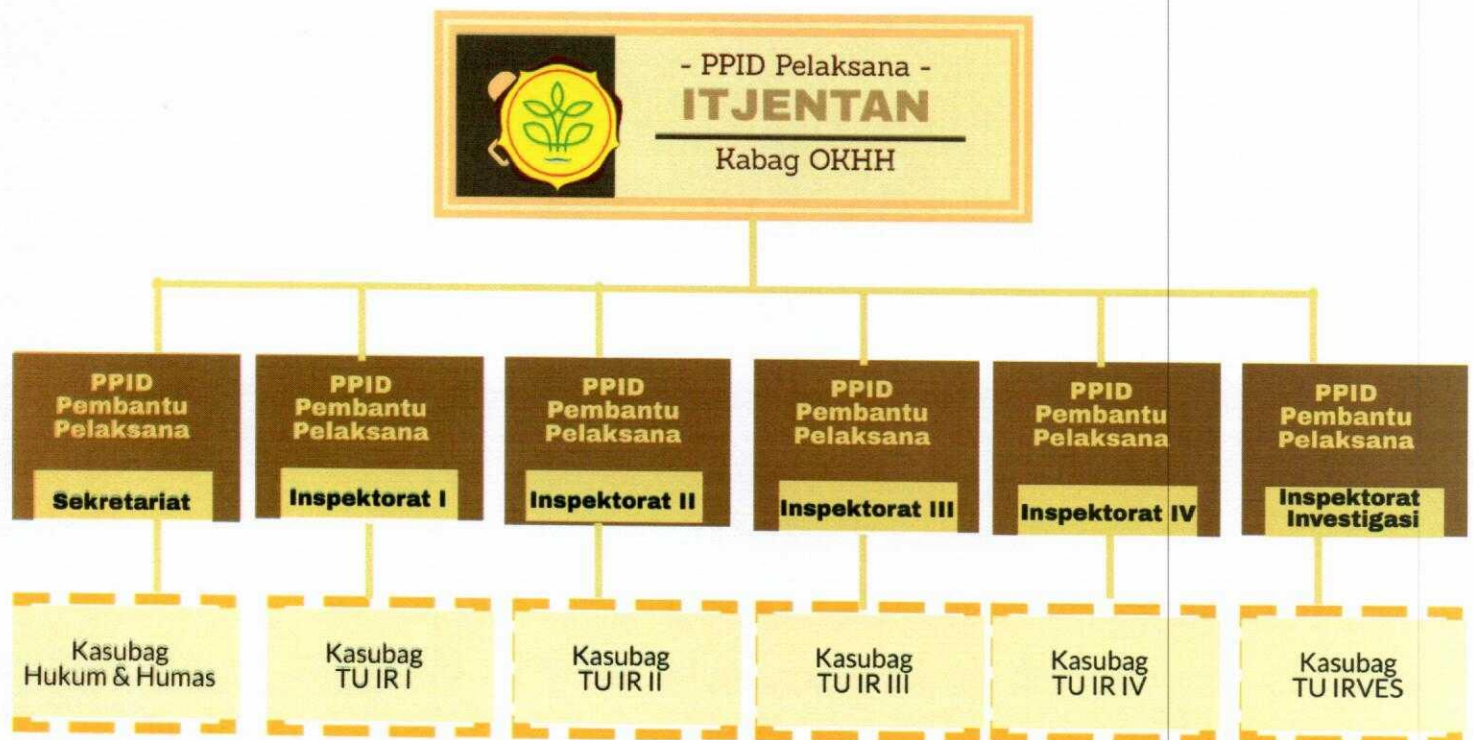 - PPID Pelaksana -
ITJENTAN
Kabag OKHH
PPID
Pembantu
Pelaksana
Sekretariat
PPID
Pembantu
Pelaksana
Inspektorat I
PPID
Pembantu
Pelaksana
Inspektorat II
PPID
Pembantu
Pelaksana
Inspektorat III
PPID
Pembantu
Pelaksana
Inspektorat IV
PPID
Pembantu
Pelaksana
Inspektorat
Investigasi
Kasubag
Hukum & Humas
Kasubag
TU IR I
Kasubag
TU IR II
Kasubag
TU IR III
Kasubag
TU IR IV
Kasubag
TU IRVES